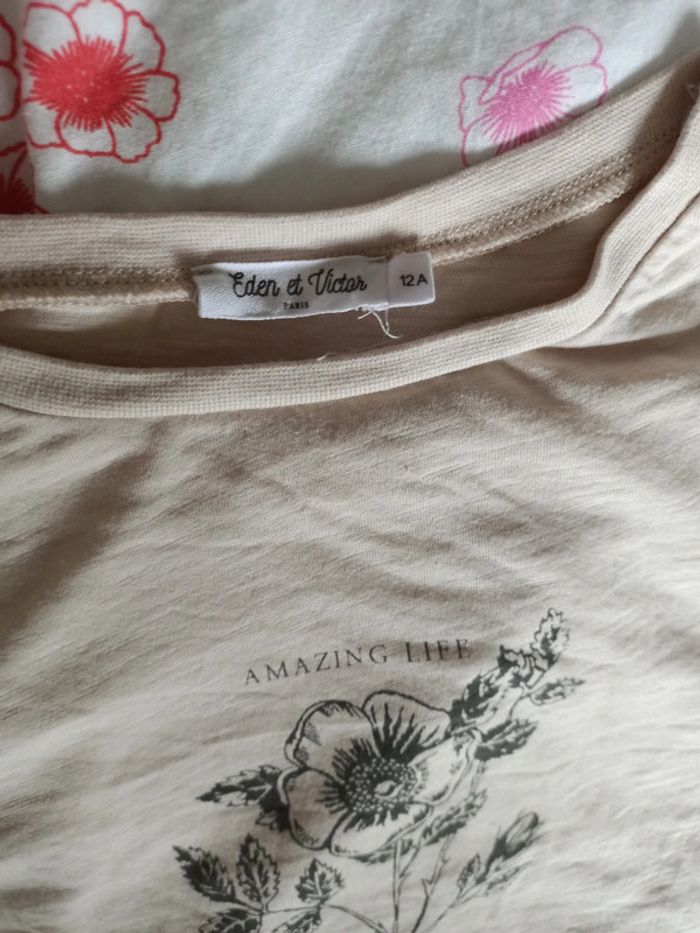 Eden et Victor
PARIS
12A
AMAZING LIFE